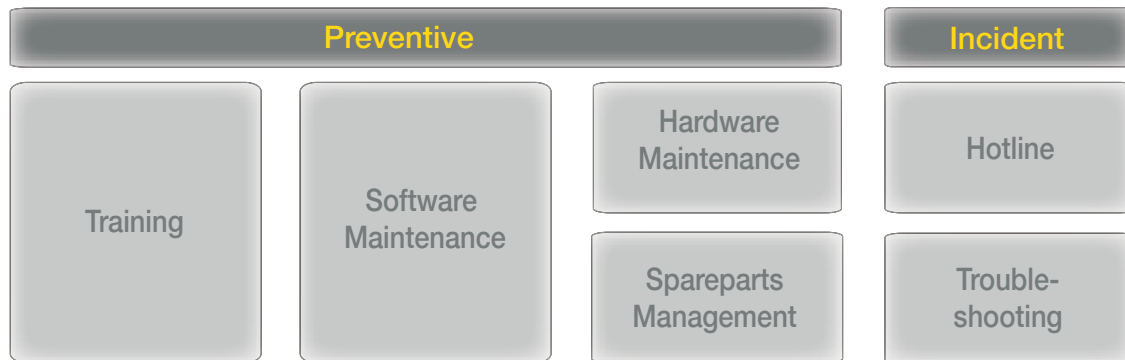 Preventive
Incident
Training
Software
Maintenance
Hardware
Maintenance
Spareparts
Management
Hotline
Trouble-
shooting